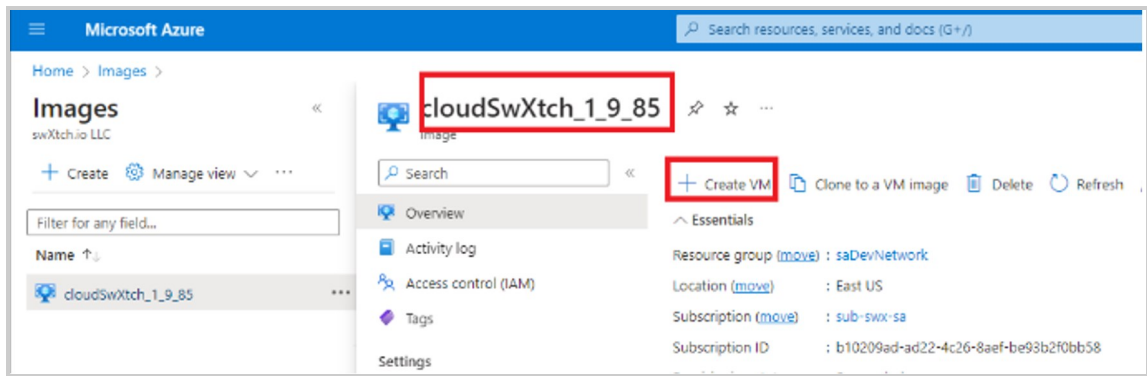 Microsoft Azure
Search resources, services, and docs (G+/)
Home > Images >
Images
swXtch.io LLC
+ Create Manage view ...
Filter for any field...
Name ↑↓
cloudSwXtch_1_9_85 ...
cloudSwXtch_1_9_85 ...
Image
Search
Overview
Activity log
Access control (IAM)
Tags
Settings
+ Create VM Clone to a VM image Delete Refresh
Essentials
Resource group (move) : saDevNetwork
Location (move) : East US
Subscription (move) : sub-swx-sa
Subscription ID : b10209ad-ad22-4c26-8aef-be93b2f0bb58